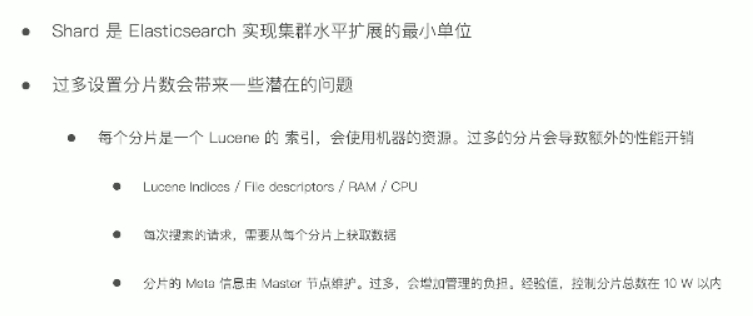 Shard 是 Elasticsearch 实现集群水平扩展的最小单位
过多设置分片数会带来一些潜在的问题
每个分片是一个 Lucene 的 索引，会使用机器的资源。过多的分片会导致额外的性能开销
Lucene Indices / File descriptors / RAM / CPU
每次搜索的请求，需要从每个分片上获取数据
分片的 Meta 信息由 Master 节点维护。过多，会增加管理的负担。经验值，控制分片总数在 10 W 以内